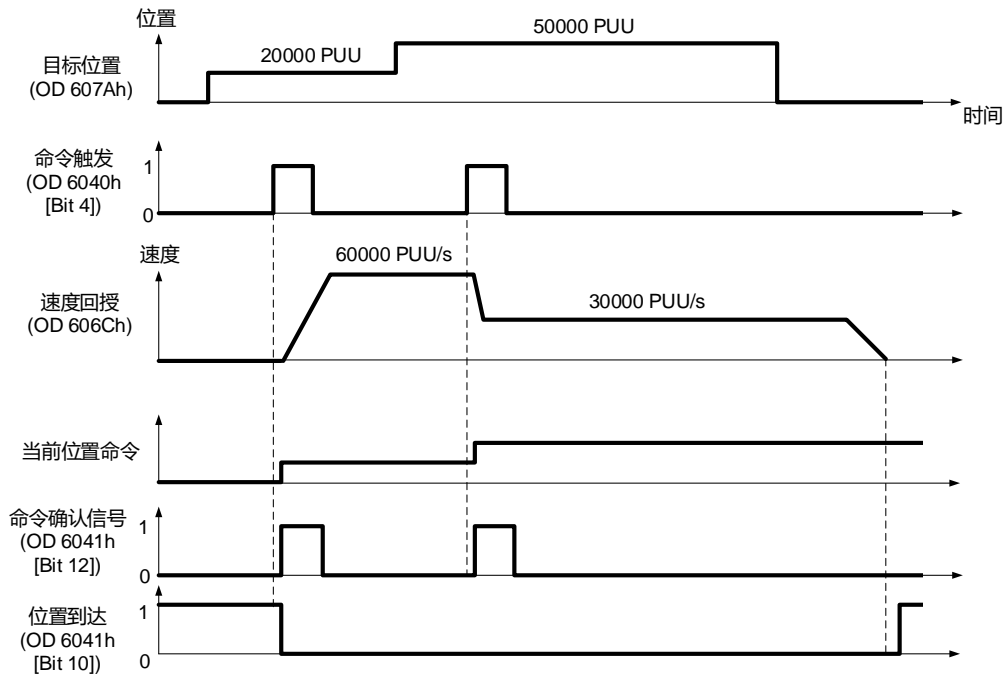 位置
50000 PUU
20000 PUU
目标位置
(OD 607Ah)
时间
命令触发
(OD 6040h
[Bit 4])
1
0
速度
60000 PUU/s
30000 PUU/s
速度回授
(OD 606Ch)
当前位置命令
命令确认信号
(OD 6041h
[Bit 12])
1
0
位置到达
(OD 6041h
[Bit 10])
1
0